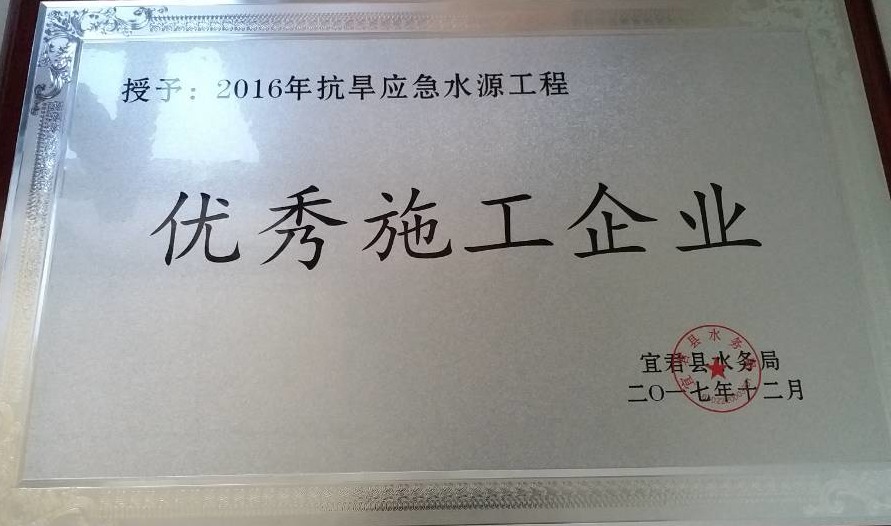 授予：2016年抗旱应急水源工程
优秀施工企业
宜君县水务局
二〇一七年十二月